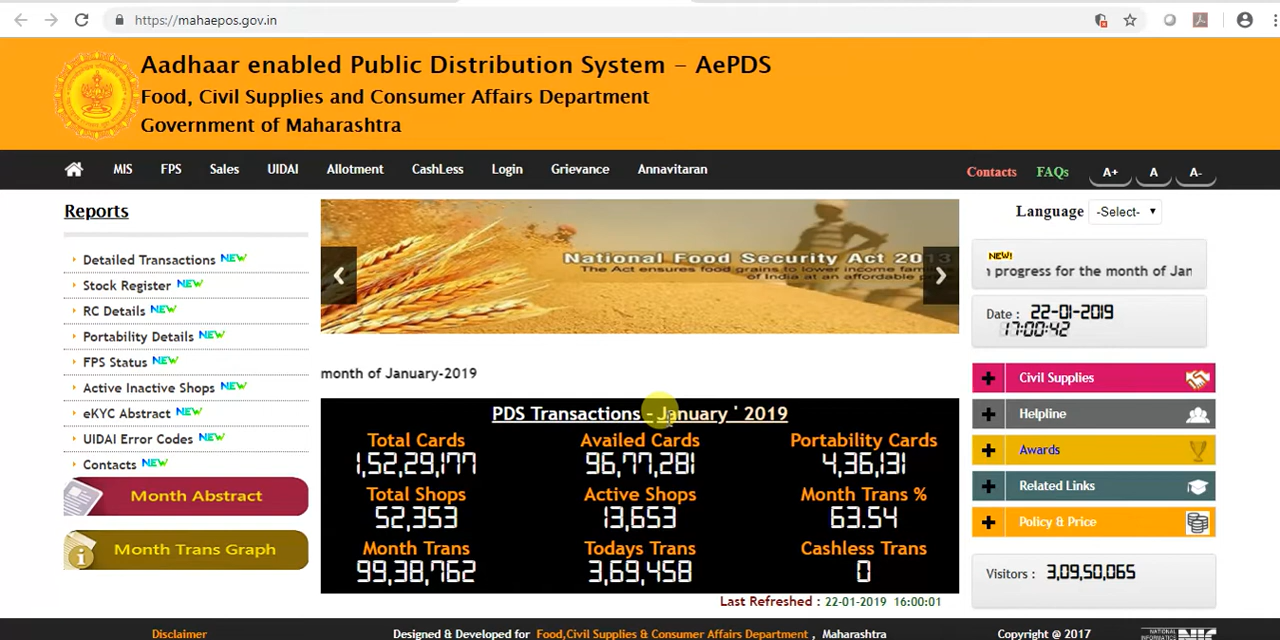 https://mahaepos.gov.in
Aadhaar enabled Public Distribution System - AePDS
Food, Civil Supplies and Consumer Affairs Department
Government of Maharashtra
MIS FPS Sales UIDAI Allotment CashLess Login Grievance Annavitaran Contacts FAQs A+ A A-
Reports
Detailed Transactions NEW
Stock Register NEW
RC Details NEW
Portability Details NEW
FPS Status NEW
Active Inactive Shops NEW
eKYC Abstract NEW
UIDAI Error Codes NEW
Contacts NEW
Month Abstract
Month Trans Graph
National Food Security Act 2013
The Act ensures food grains to lower income fam
of India at an affordable
month of January-2019
PDS Transactions - January ' 2019
Total Cards Availed Cards Portability Cards
1,52,29,177 96,77,281 4,36,131
Total Shops Active Shops Month Trans %
52,353 13,653 63.54
Month Trans Todays Trans Cashless Trans
99,38,762 3,69,458 0
Last Refreshed : 22-01-2019 16:00:01
Language -Select-
NEW!
progress for the month of Jan
Date : 22-01-2019
17:00:42
Civil Supplies
Helpline
Awards
Related Links
Policy & Price
Visitors : 3,09,50,065
Disclaimer Designed & Developed for Food,Civil Supplies & Consumer Affairs Department , Maharashtra Copyright @ 2017 NATIONAL